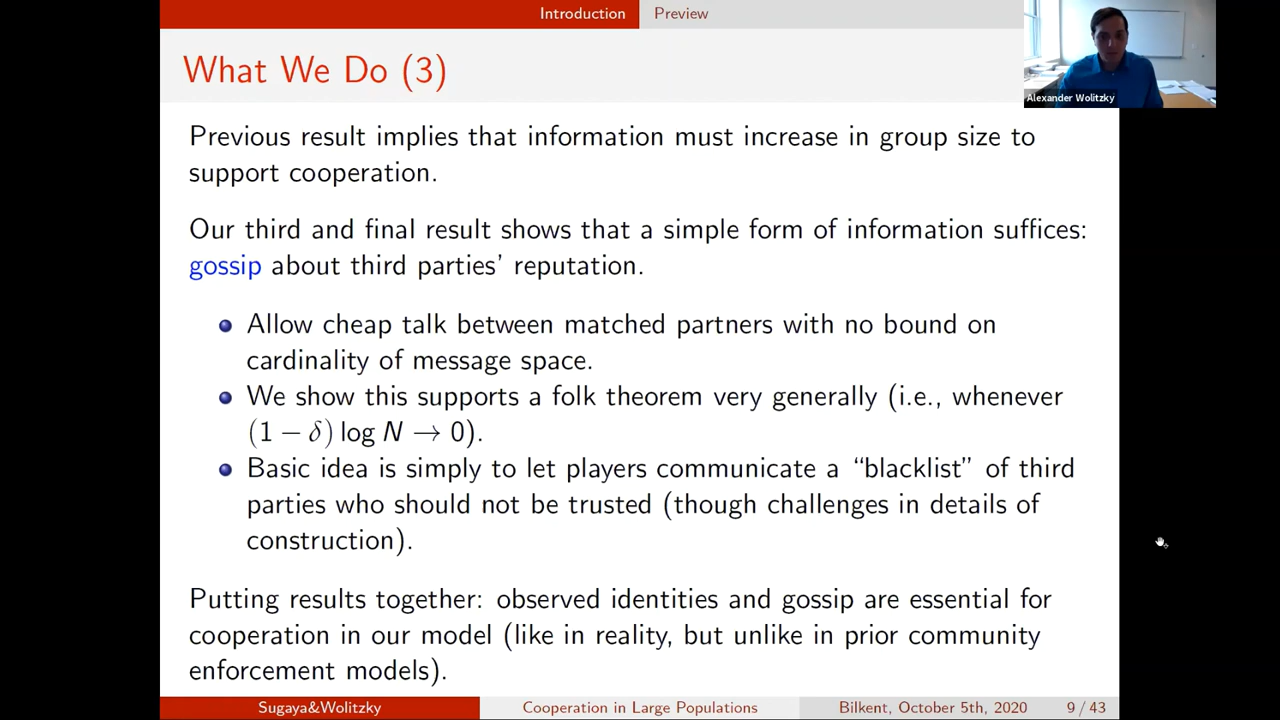 Introduction Preview
Alexander Wolitzky
What We Do (3)
Previous result implies that information must increase in group size to
support cooperation.
Our third and final result shows that a simple form of information suffices:
gossip about third parties' reputation.
Allow cheap talk between matched partners with no bound on
cardinality of message space.
We show this supports a folk theorem very generally (i.e., whenever
(1 − δ) log N → 0).
Basic idea is simply to let players communicate a “blacklist” of third
parties who should not be trusted (though challenges in details of
construction).
Putting results together: observed identities and gossip are essential for
cooperation in our model (like in reality, but unlike in prior community
enforcement models).
Sugaya&Wolitzky Cooperation in Large Populations Bilkent, October 5th, 2020 9 / 43